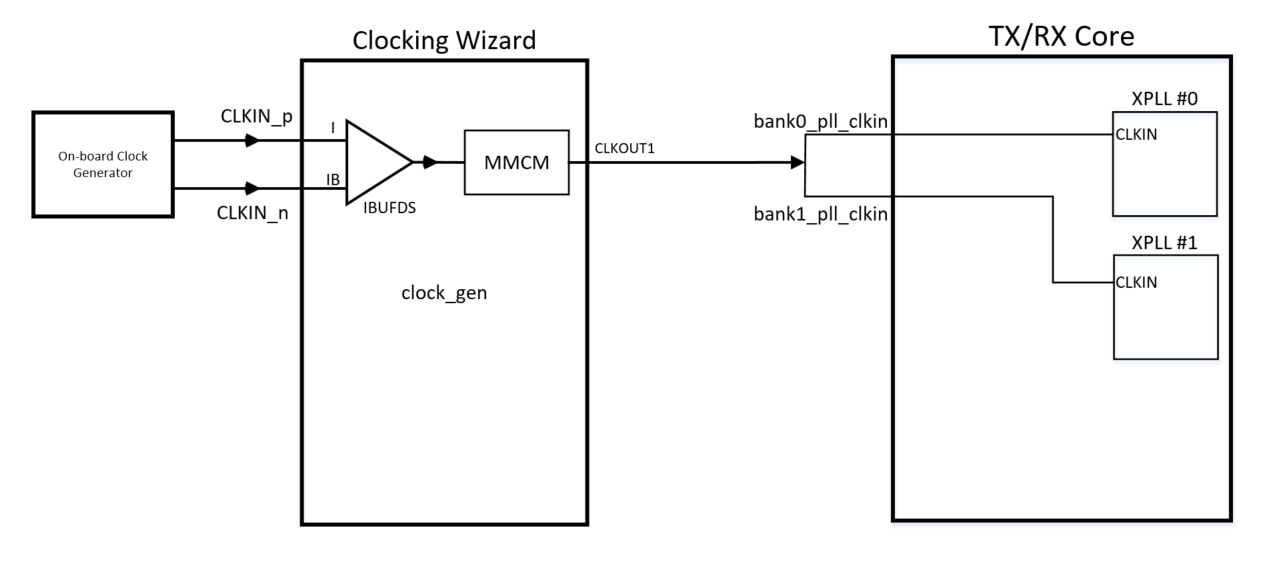 Clocking Wizard
TX/RX Core
On-board Clock
Generator
CLKIN_p
CLKIN_n
I
IB
IBUFDS
MMCM
clock_gen
CLKOUT1
bank0_pll_clkin
bank1_pll_clkin
XPLL #0
CLKIN
XPLL #1
CLKIN